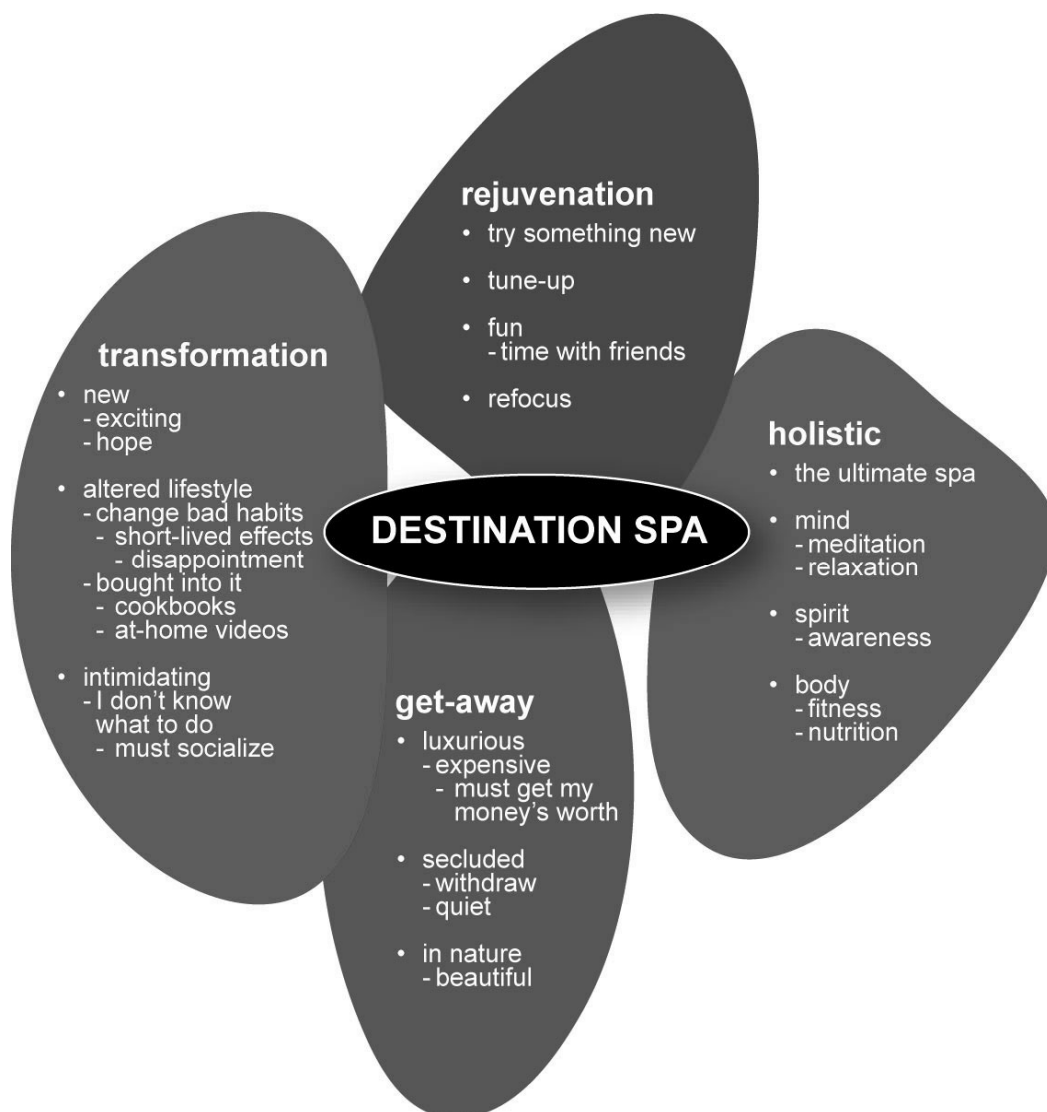 rejuvenation
• try something new
• tune-up
• fun
- time with friends
• refocus
transformation
• new
- exciting
- hope
• altered lifestyle
- change bad habits
- short-lived effects
- disappointment
- bought into it
- cookbooks
- at-home videos
• intimidating
- I don’t know
what to do
- must socialize
holistic
• the ultimate spa
• mind
- meditation
- relaxation
• spirit
- awareness
• body
- fitness
- nutrition
DESTINATION SPA
get-away
• luxurious
- expensive
- must get my
money’s worth
• secluded
- withdraw
- quiet
• in nature
- beautiful